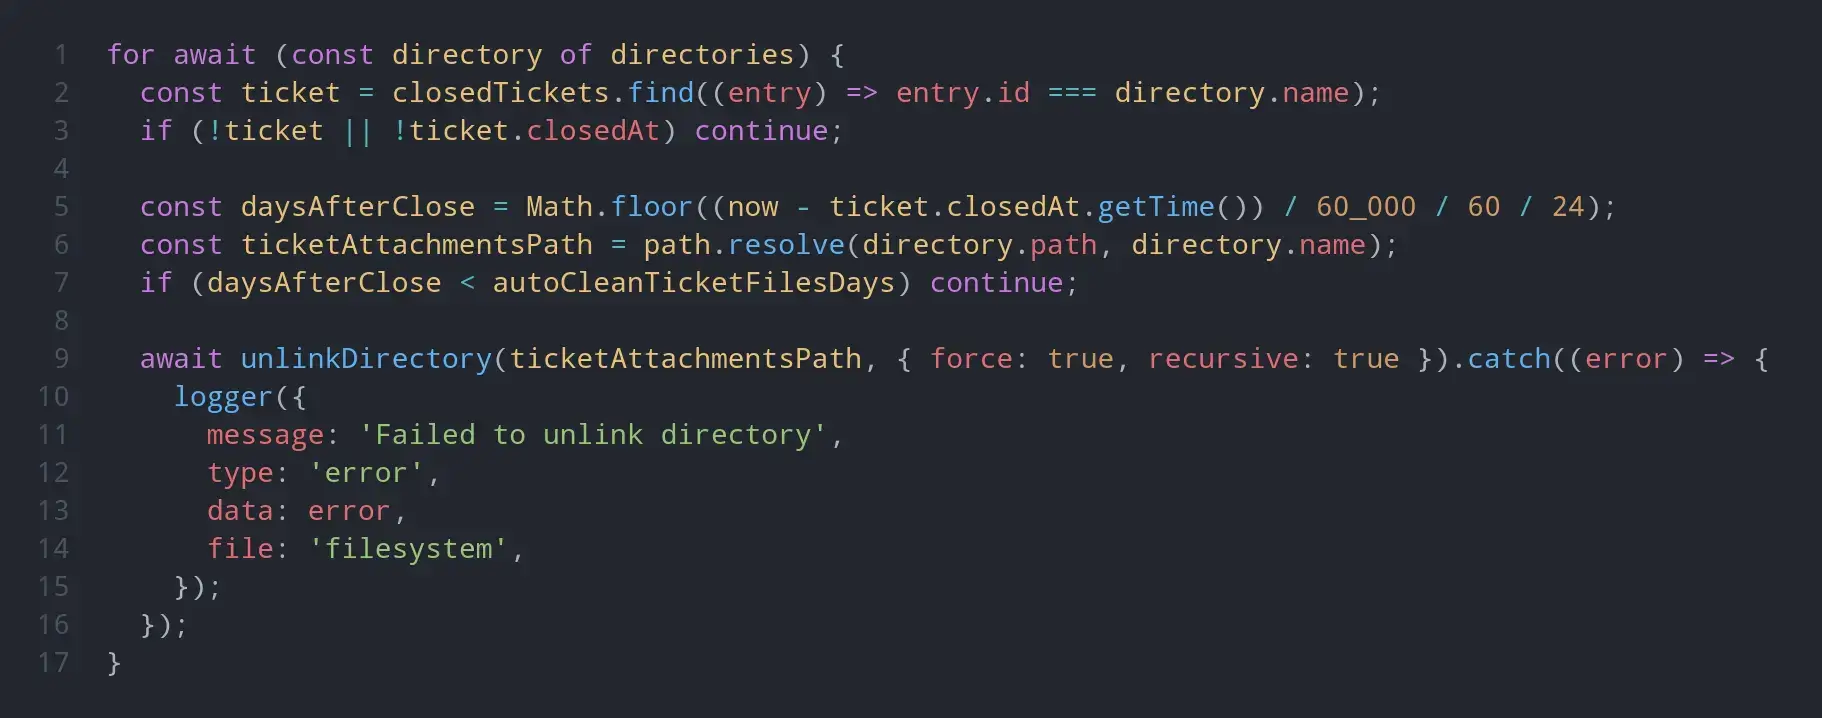 1 for await (const directory of directories) {
2   const ticket = closedTickets.find((entry) => entry.id === directory.name);
3   if (!ticket || !ticket.closedAt) continue;
4
5   const daysAfterClose = Math.floor((now - ticket.closedAt.getTime()) / 60_000 / 60 / 24);
6   const ticketAttachmentsPath = path.resolve(directory.path, directory.name);
7   if (daysAfterClose < autoCleanTicketFilesDays) continue;
8
9   await unlinkDirectory(ticketAttachmentsPath, { force: true, recursive: true }).catch((error) => {
10     logger({
11       message: 'Failed to unlink directory',
12       type: 'error',
13       data: error,
14       file: 'filesystem',
15     });
16   });
17 }